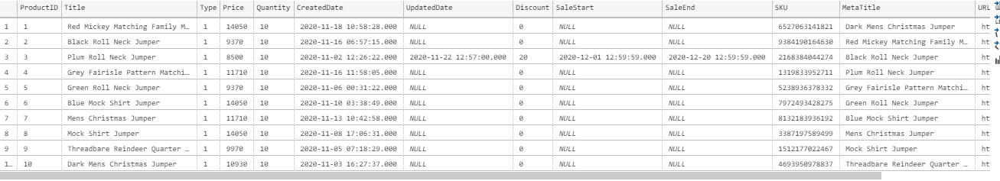 ProductID Title Type Price Quantity CreatedDate UpdatedDate Discount SaleStart SaleEnd SKU MetaTitle URL
1 1 Red Mickey Matching Family M… 1 14050 10 2020-11-18 10:58:28.000 NULL 0 NULL NULL 6527063141821 Dark Mens Christmas Jumper ht
2 2 Black Roll Neck Jumper 1 9370 10 2020-11-16 06:57:15.000 NULL 0 NULL NULL 9384190164630 Red Mickey Matching Family M… ht
3 3 Plum Roll Neck Jumper 1 8500 10 2020-11-02 12:26:22.000 2020-11-22 12:57:00.000 20 2020-12-01 12:59:59.000 2020-12-20 12:59:59.000 2168384044274 Black Roll Neck Jumper ht
4 4 Grey Fairisle Pattern Matchi… 1 11710 10 2020-11-16 11:58:05.000 NULL 0 NULL NULL 1319833952711 Plum Roll Neck Jumper ht
5 5 Green Roll Neck Jumper 1 9370 10 2020-11-06 00:31:22.000 NULL 0 NULL NULL 5238936378332 Grey Fairisle Pattern Matchi… ht
6 6 Blue Mock Shirt Jumper 1 14050 10 2020-11-10 03:38:49.000 NULL 0 NULL NULL 7972493428275 Green Roll Neck Jumper ht
7 7 Mens Christmas Jumper 1 11710 10 2020-11-13 10:42:58.000 NULL 0 NULL NULL 8132183936192 Blue Mock Shirt Jumper ht
8 8 Mock Shirt Jumper 1 14050 10 2020-11-08 17:06:31.000 NULL 0 NULL NULL 3387197589499 Mens Christmas Jumper ht
9 9 Threadbare Reindeer Quarter … 1 9970 10 2020-11-05 07:18:29.000 NULL 0 NULL NULL 1512177022467 Mock Shirt Jumper ht
1… 10 Dark Mens Christmas Jumper 1 10930 10 2020-11-03 16:27:37.000 NULL 0 NULL NULL 4693950978837 Threadbare Reindeer Quarter … ht